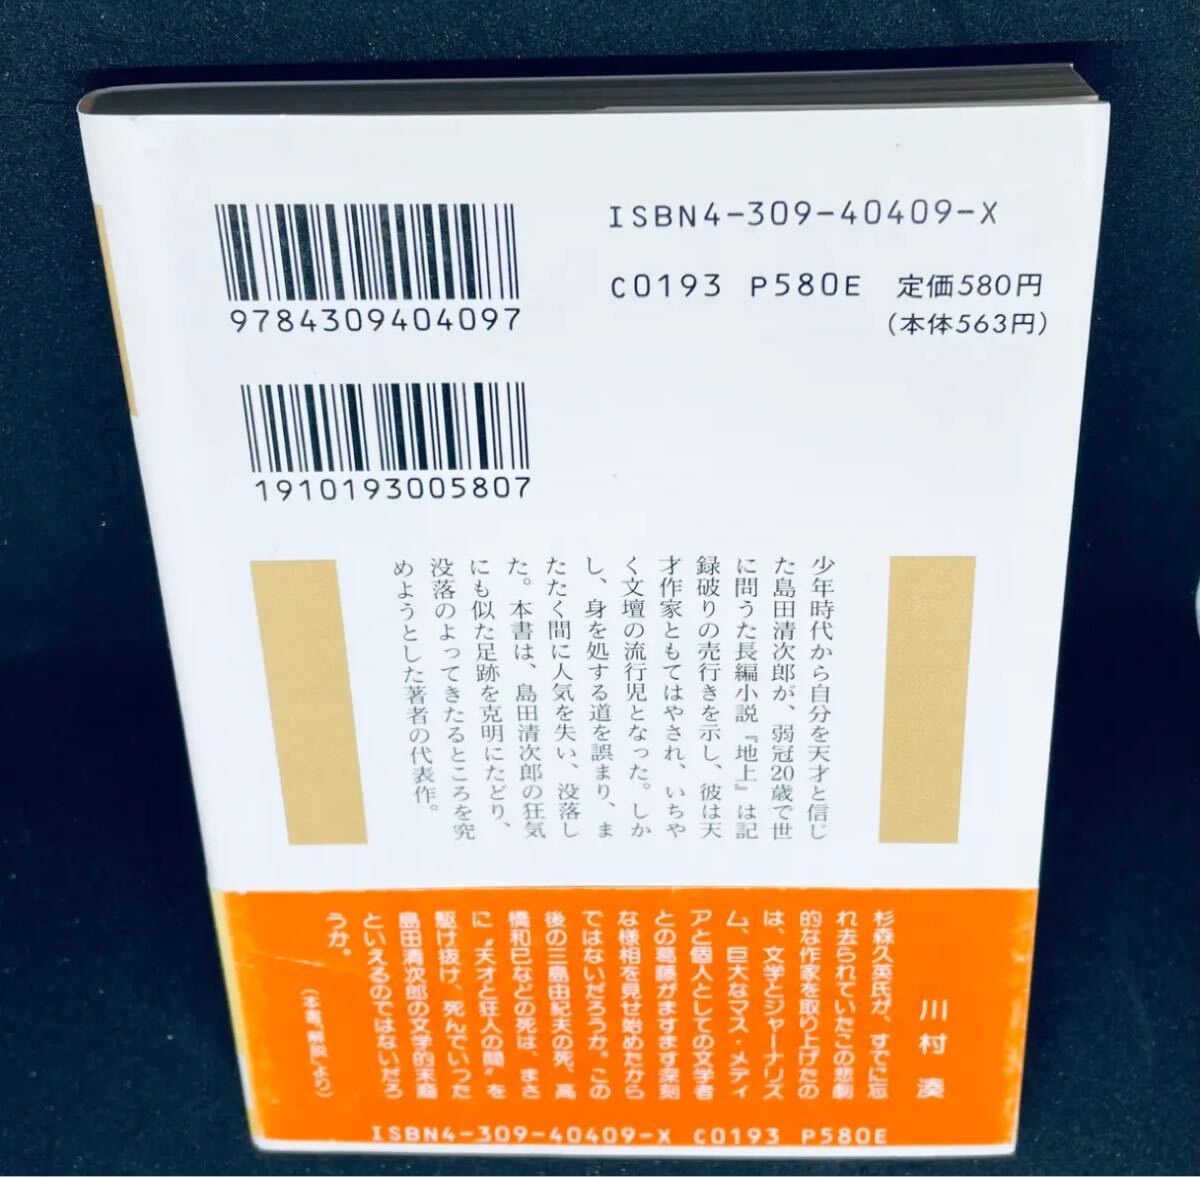 ISBN4-309-40409-X
C0193 P580E 定価580円
(本体563円)
9784309404097
1910193005807
少年時代から自分を天才と信じ
た島田清次郎が、弱冠20歳で世
に問うた長編小説『地上』は記
録破りの売行きを示し、彼は天
才作家ともてはやされ、いちや
く文壇の流行児となった。しか
し、身を処する道を誤まり、ま
たたく間に人気を失い、没落し
た。本書は、島田清次郎の狂気
にも似た足跡を克明にたどり、
没落のよってきたるところを究
めようとした著者の代表作。
川村 湊
杉森久英氏が、すでに忘
れ去られていたこの悲劇
的な作家を取り上げたの
は、文学とジャーナリズ
ム、巨大なマス・メディ
アと個人としての文学者
との葛藤がますます深刻
な様相を見せ始めたから
ではないだろうか。この
後の三島由紀夫の死、高
橋和巳などの死は、まさ
に〝天才と狂人の間〟を
駆け抜け、死んでいった
島田清次郎の文学的末裔
といえるのではないだろ
うか。
(本書「解説」より)
ISBN4-309-40409-X C0193 P580E